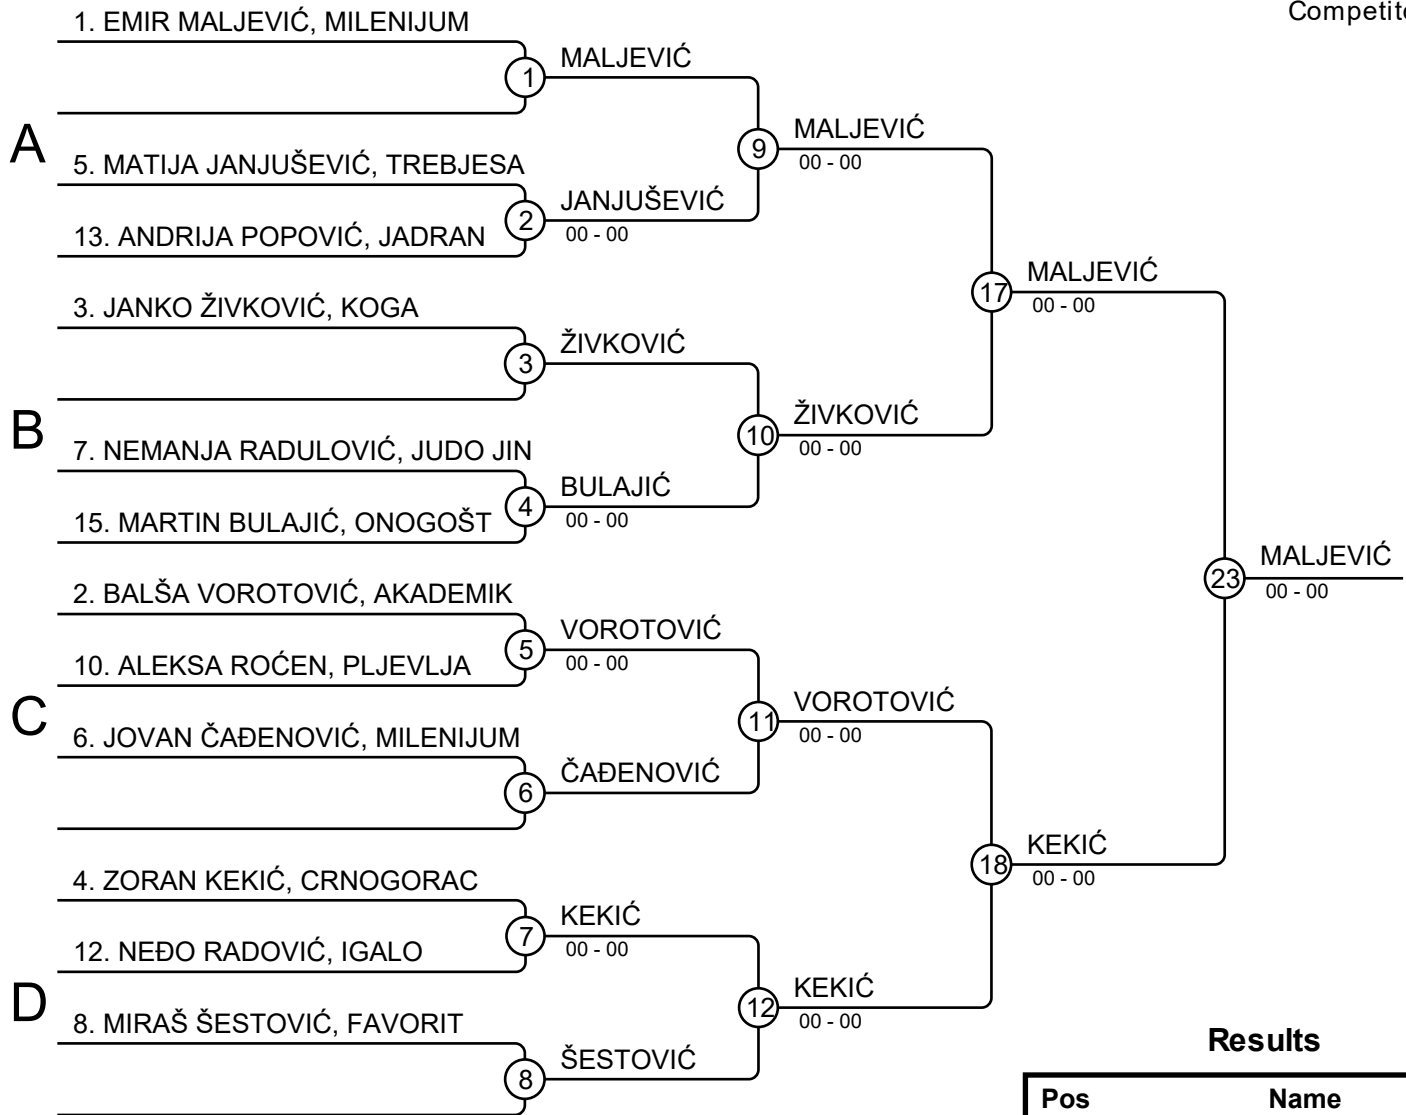 1. EMIR MALJEVIĆ, MILENIJUM
Competit
1
MALJEVIĆ
A
9
MALJEVIĆ
00 - 00
5. MATIJA JANJUŠEVIĆ, TREBJESA
2
JANJUŠEVIĆ
00 - 00
13. ANDRIJA POPOVIĆ, JADRAN
17
MALJEVIĆ
00 - 00
3. JANKO ŽIVKOVIĆ, KOGA
3
ŽIVKOVIĆ
B
10
ŽIVKOVIĆ
00 - 00
7. NEMANJA RADULOVIĆ, JUDO JIN
4
BULAJIĆ
00 - 00
15. MARTIN BULAJIĆ, ONOGOŠT
23
MALJEVIĆ
00 - 00
2. BALŠA VOROTOVIĆ, AKADEMIK
5
VOROTOVIĆ
00 - 00
10. ALEKSA ROĆEN, PLJEVLJA
C
11
VOROTOVIĆ
00 - 00
6. JOVAN ČAĐENOVIĆ, MILENIJUM
6
ČAĐENOVIĆ
18
KEKIĆ
00 - 00
4. ZORAN KEKIĆ, CRNOGORAC
7
KEKIĆ
00 - 00
12. NEĐO RADOVIĆ, IGALO
D
12
KEKIĆ
00 - 00
8. MIRAŠ ŠESTOVIĆ, FAVORIT
8
ŠESTOVIĆ
Results
Pos Name